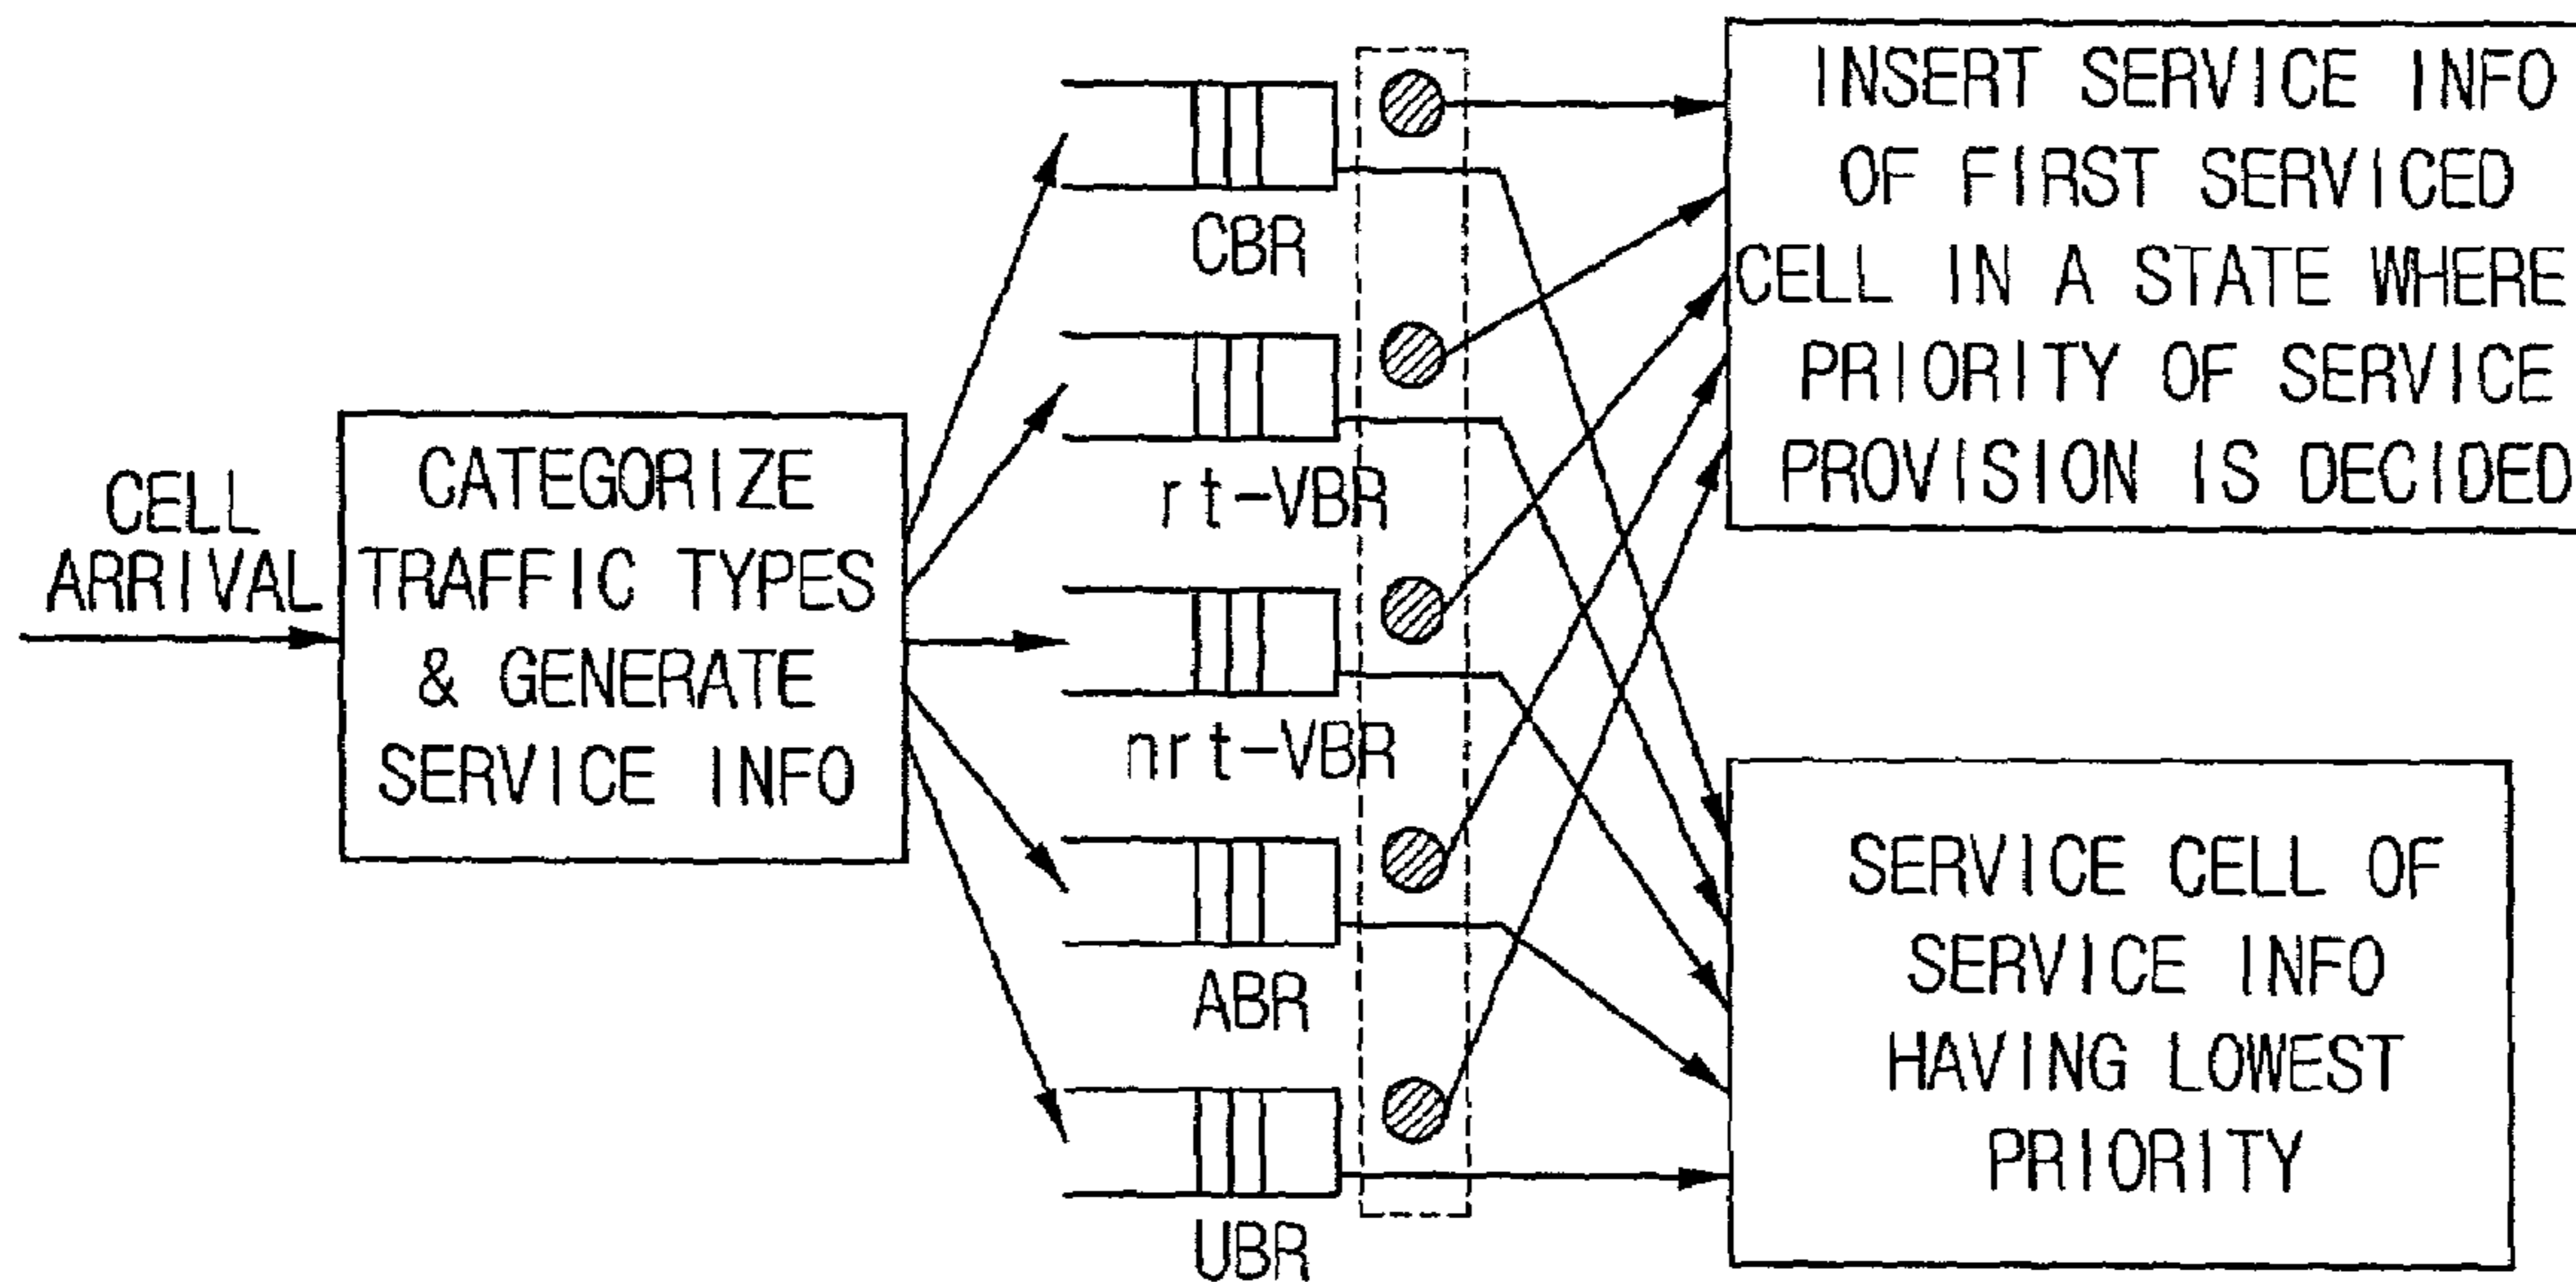 CELL
ARRIVAL
CATEGORIZE
TRAFFIC TYPES
& GENERATE
SERVICE INFO
CBR
rt-VBR
nrt-VBR
ABR
UBR
INSERT SERVICE INFO
OF FIRST SERVICED
CELL IN A STATE WHERE
PRIORITY OF SERVICE
PROVISION IS DECIDED
SERVICE CELL OF
SERVICE INFO
HAVING LOWEST
PRIORITY